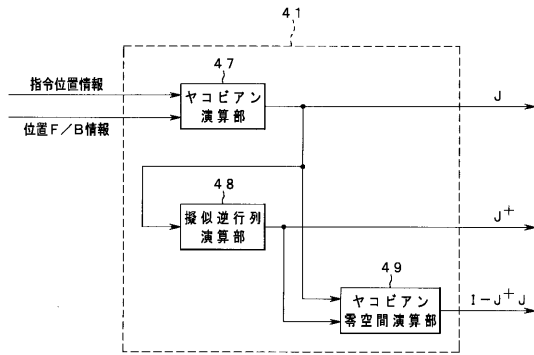 41
47
指令位置情報
ヤコビアン
演算部
J
位置F/B情報
48
擬似逆行列
演算部
J+
49
ヤコビアン
零空間演算部
I-J+J